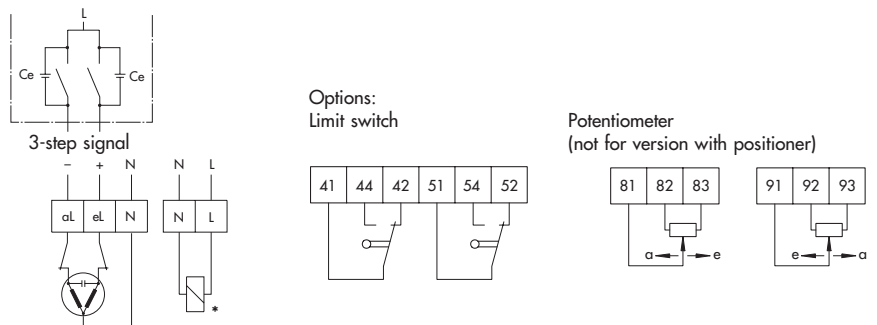 L
Ce Ce
3-step signal
– + N N L
aL eL N N L
*
Options:
Limit switch
41 44 42 51 54 52
Potentiometer
(not for version with positioner)
81 82 83 91 92 93
a e e a